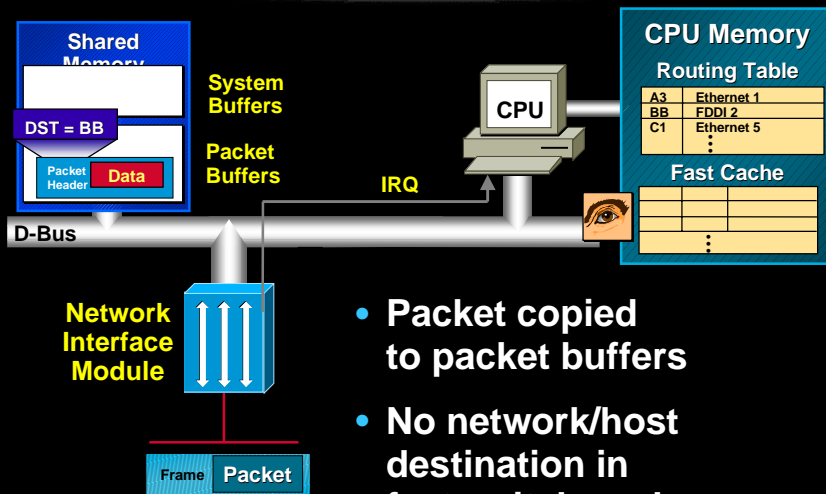 Shared
Memory
System
Buffers
DST = BB
Packet
Header
Data
Packet
Buffers
IRQ
CPU
CPU Memory
Routing Table
A3 Ethernet 1
BB FDDI 2
C1 Ethernet 5
Fast Cache
D-Bus
Network
Interface
Module
Frame
Packet
• Packet copied
to packet buffers
• No network/host
destination in